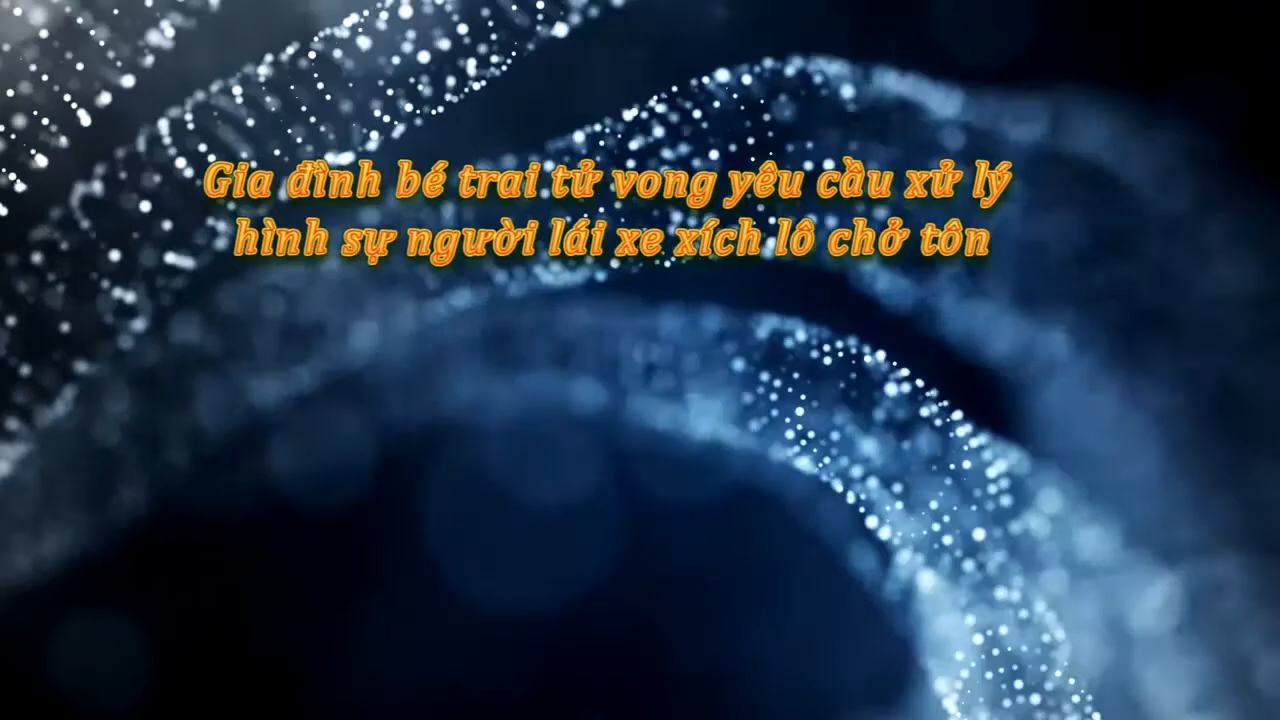 Gia đình bé trai tử vong yêu cầu xử lý
hình sự người lái xe xích lô chở tôn